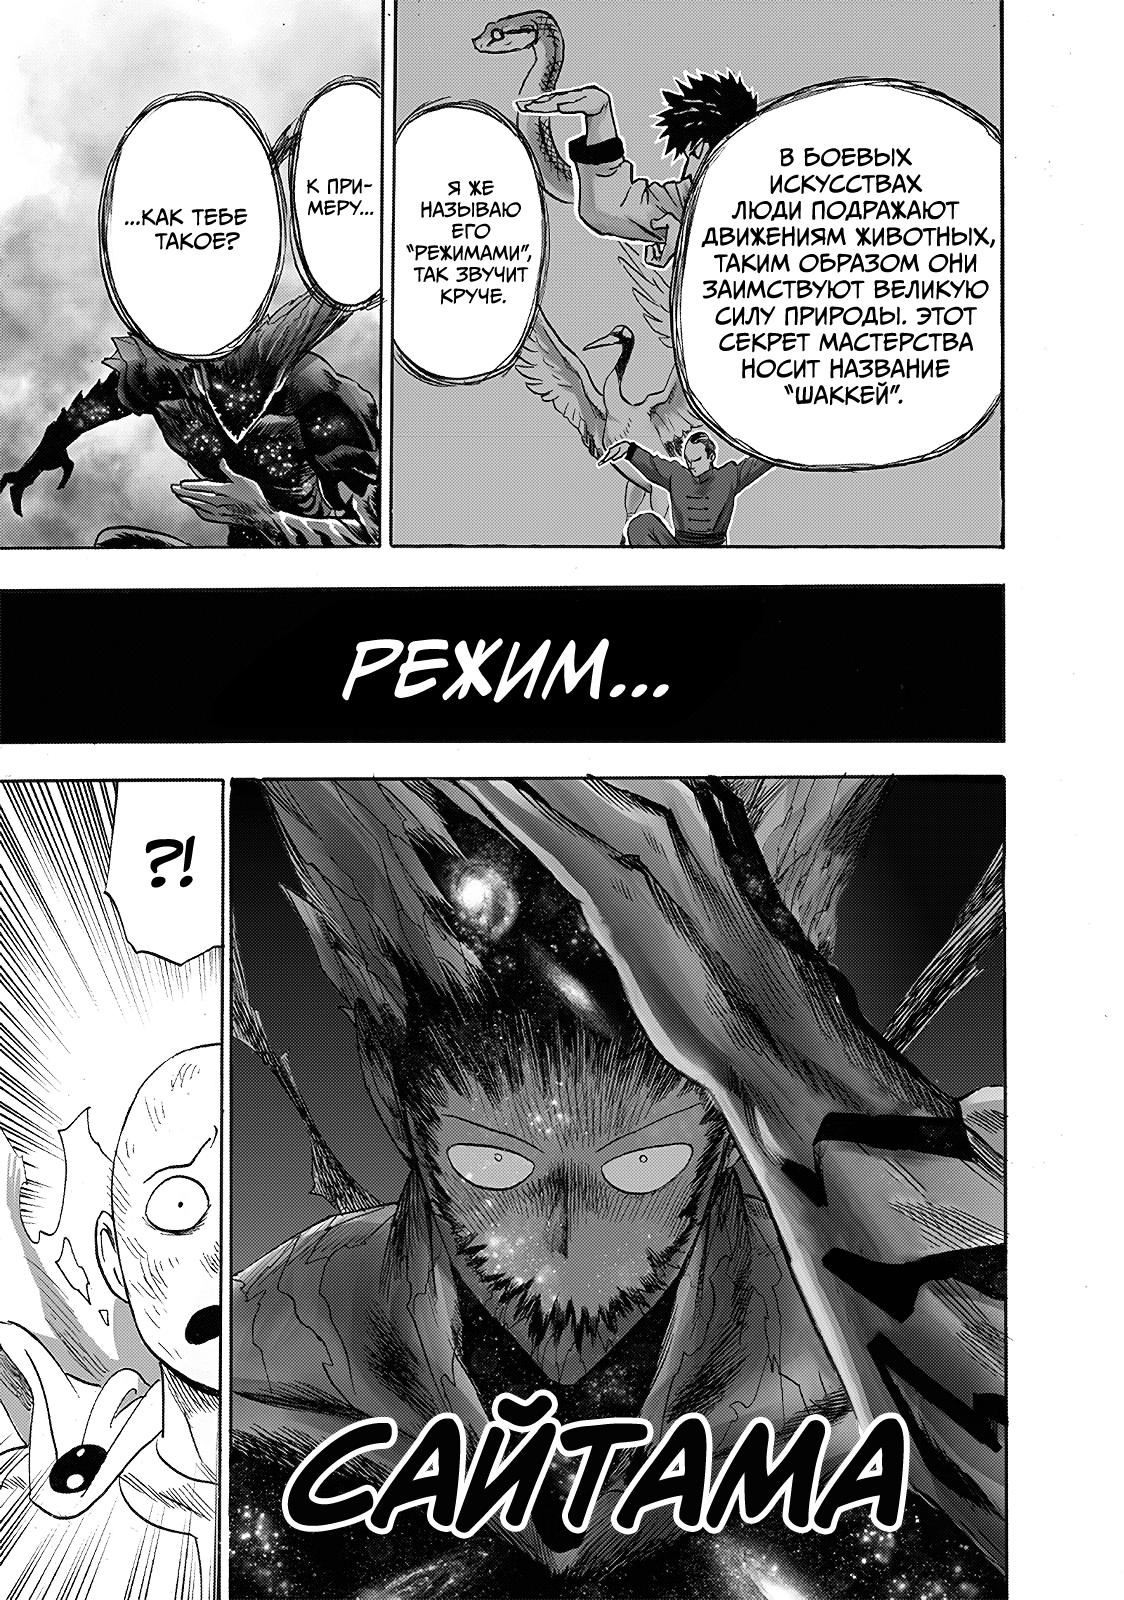 В БОЕВЫХ
ИСКУССТВАХ
ЛЮДИ ПОДРАЖАЮТ
ДВИЖЕНИЯМ ЖИВОТНЫХ,
ТАКИМ ОБРАЗОМ ОНИ
ЗАИМСТВУЮТ ВЕЛИКУЮ
СИЛУ ПРИРОДЫ. ЭТОТ
СЕКРЕТ МАСТЕРСТВА
НОСИТ НАЗВАНИЕ
"ШАККЕЙ".
Я ЖЕ
НАЗЫВАЮ
ЕГО
"РЕЖИМАМИ",
ТАК ЗВУЧИТ
КРУЧЕ.
К ПРИ-
МЕРУ...
...КАК ТЕБЕ
ТАКОЕ?
РЕЖИМ...
САЙТАМА
?!